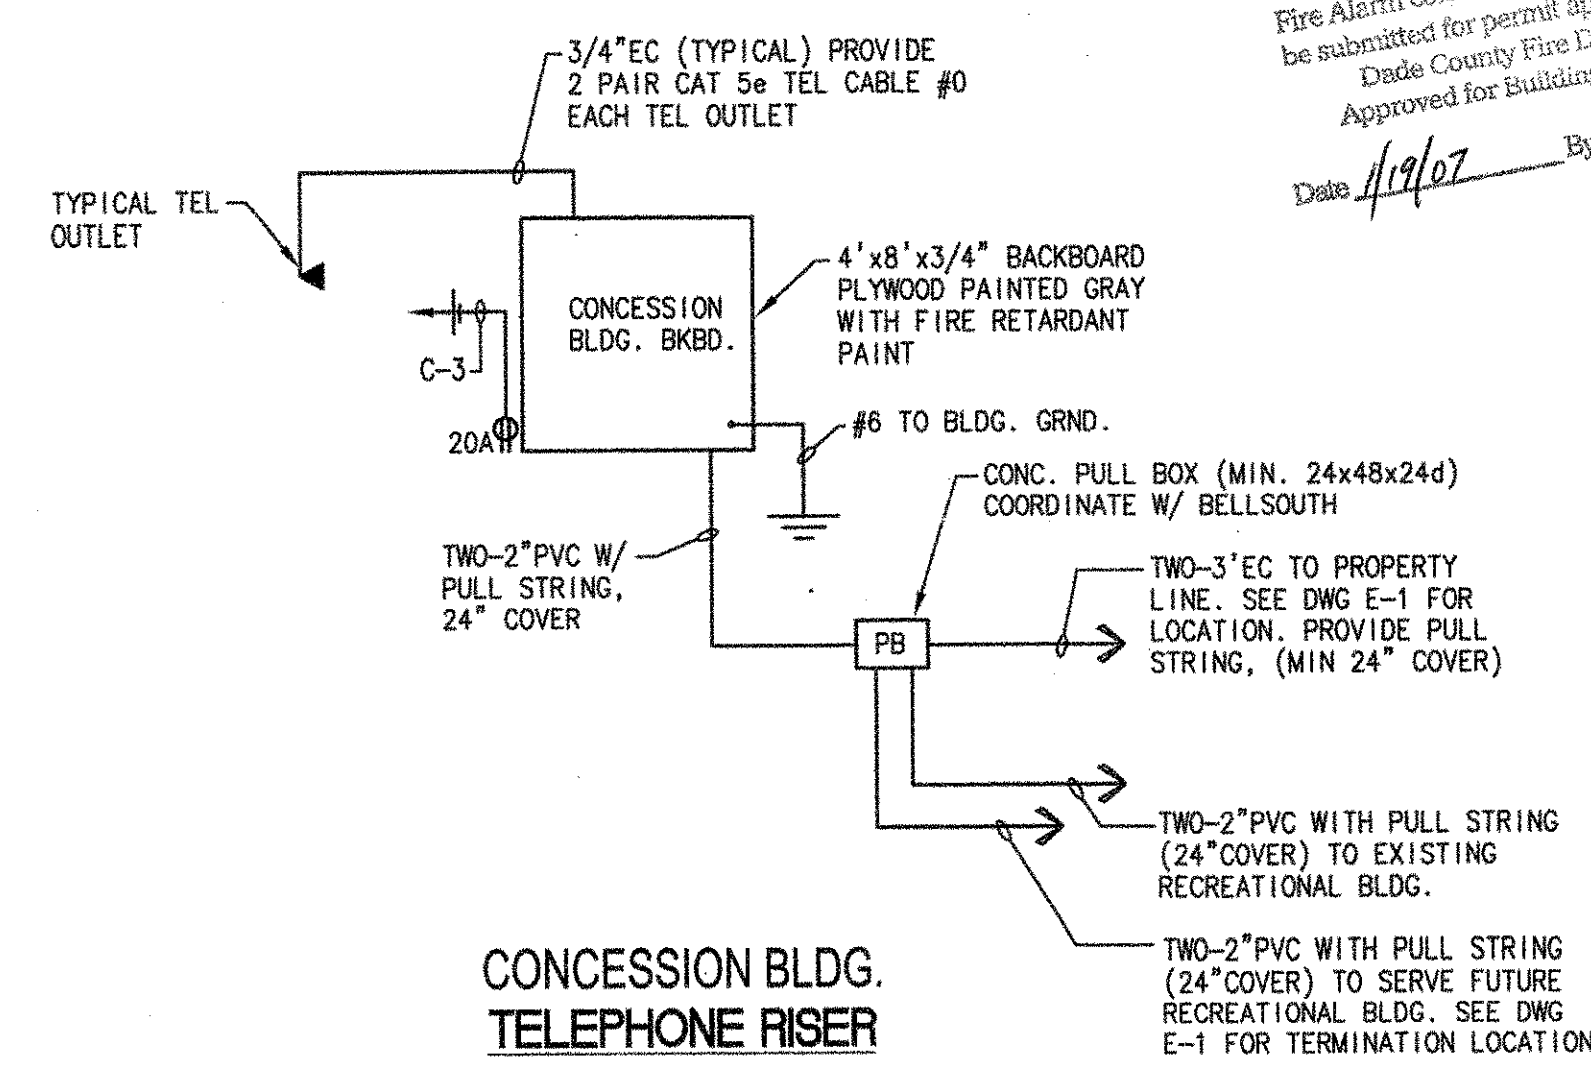 Fire Alarm
be submitted for permit
Dade County Fire
Approved for
Date 1/19/07 By
3/4"EC (TYPICAL) PROVIDE
2 PAIR CAT 5e TEL CABLE #0
EACH TEL OUTLET
TYPICAL TEL
OUTLET
CONCESSION
BLDG. BKBD.
4'x8'x3/4" BACKBOARD
PLYWOOD PAINTED GRAY
WITH FIRE RETARDANT
PAINT
C-3
20A
#6 TO BLDG. GRND.
CONC. PULL BOX (MIN. 24x48x24d)
COORDINATE W/ BELLSOUTH
TWO-2"PVC W/
PULL STRING,
24" COVER
TWO-3'EC TO PROPERTY
LINE. SEE DWG E-1 FOR
LOCATION. PROVIDE PULL
STRING, (MIN 24" COVER)
PB
TWO-2"PVC WITH PULL STRING
(24"COVER) TO EXISTING
RECREATIONAL BLDG.
TWO-2"PVC WITH PULL STRING
(24"COVER) TO SERVE FUTURE
RECREATIONAL BLDG. SEE DWG
E-1 FOR TERMINATION LOCATION
CONCESSION BLDG.
TELEPHONE RISER